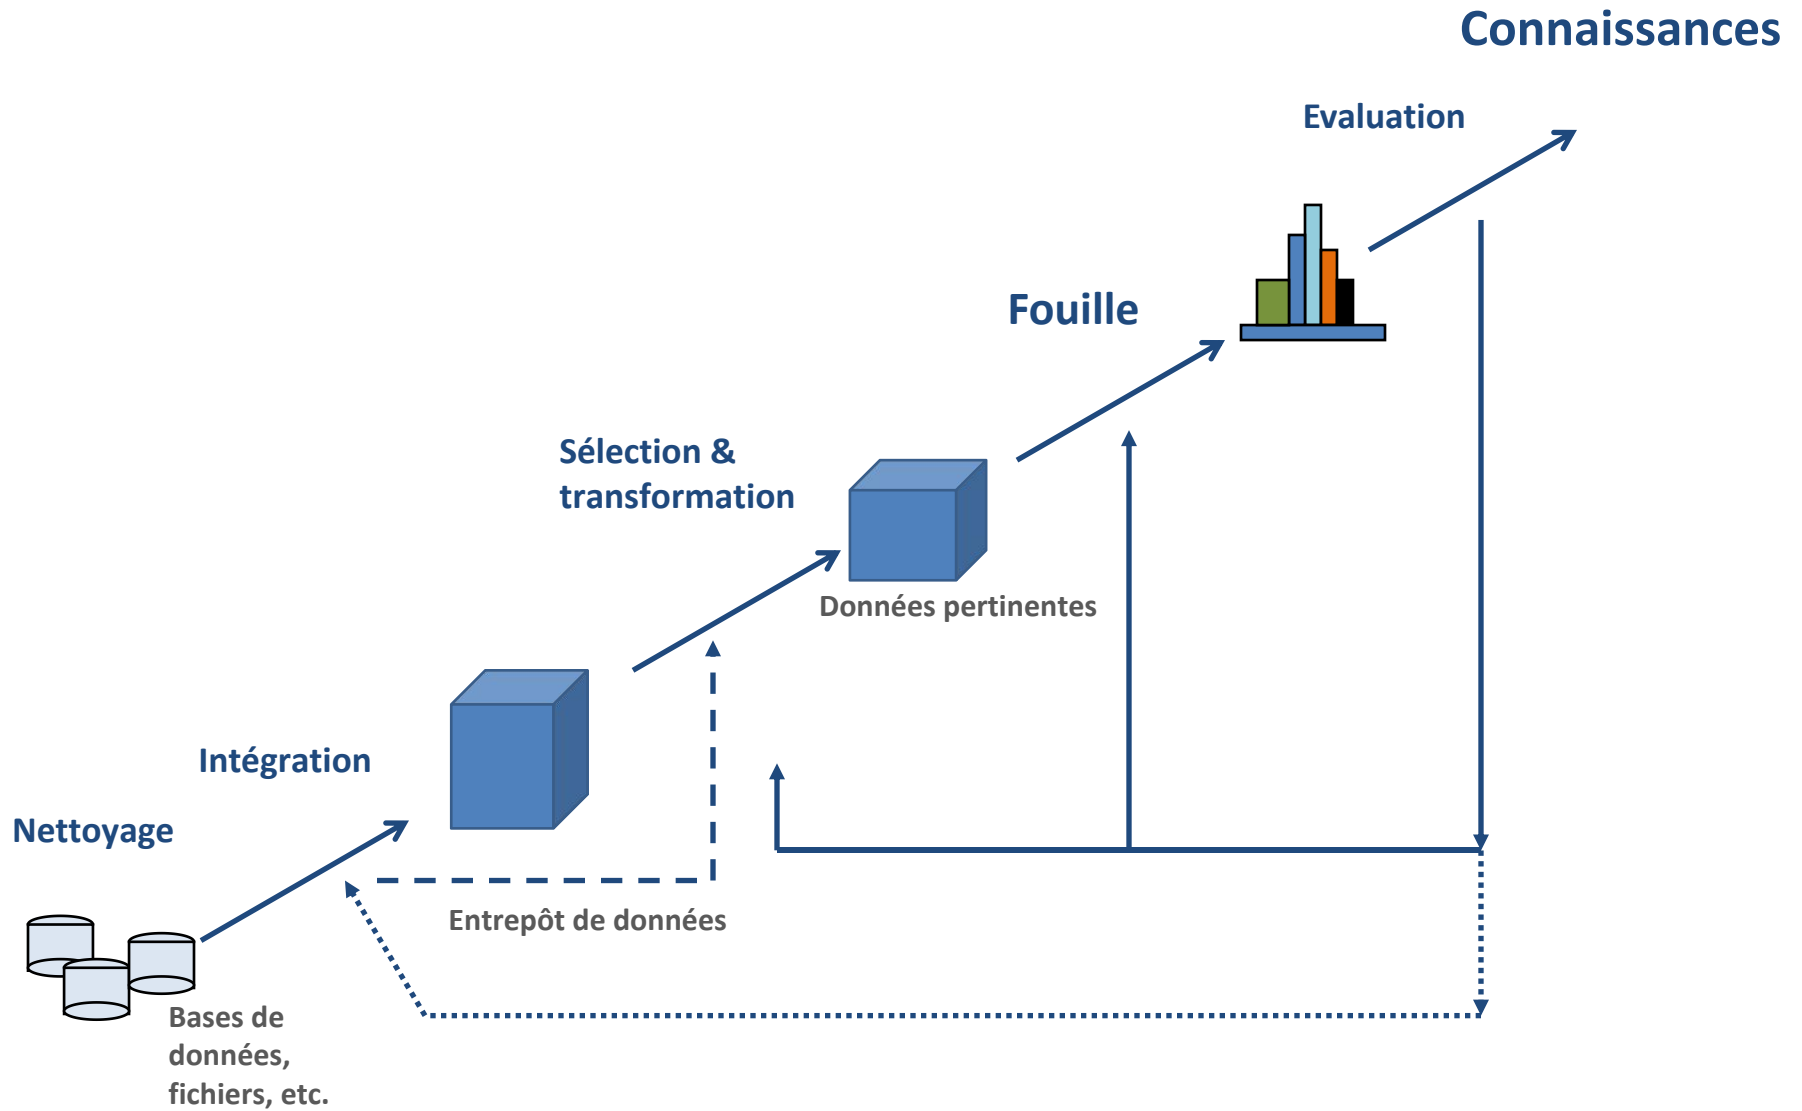 Connaissances
Evaluation
Fouille
Sélection &
transformation
Données pertinentes
Intégration
Nettoyage
Entrepôt de données
Bases de
données,
fichiers, etc.